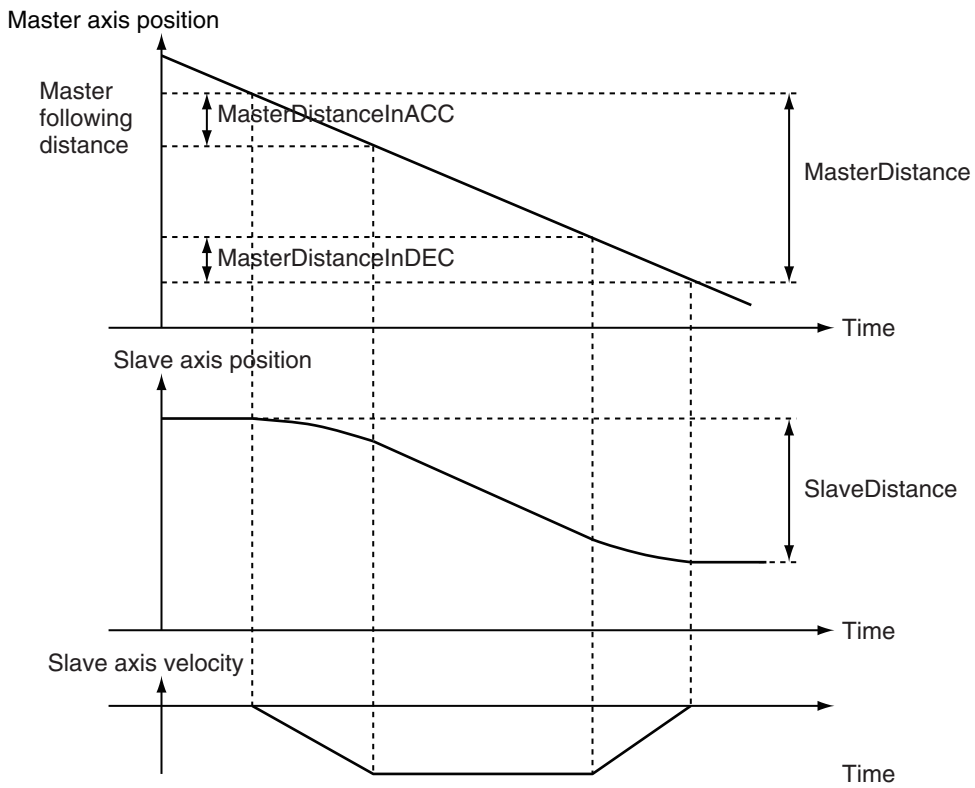 Master axis position
Master
following
distance
MasterDistanceInACC
MasterDistance
MasterDistanceInDEC
Time
Slave axis position
SlaveDistance
Time
Slave axis velocity
Time